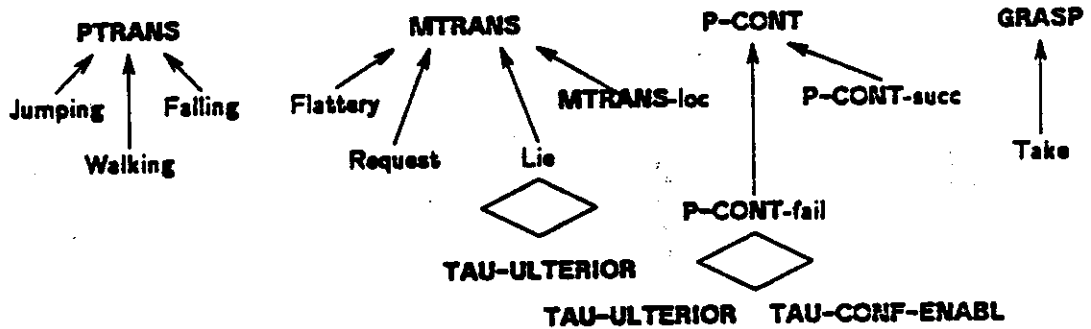 PTRANS MTRANS P-CONT GRASP
Jumping Falling Flattery MTRANS-loc P-CONT-succ
Walking Request Lie Take
P-CONT-fail
TAU-ULTERIOR
TAU-ULTERIOR TAU-CONF-ENABL